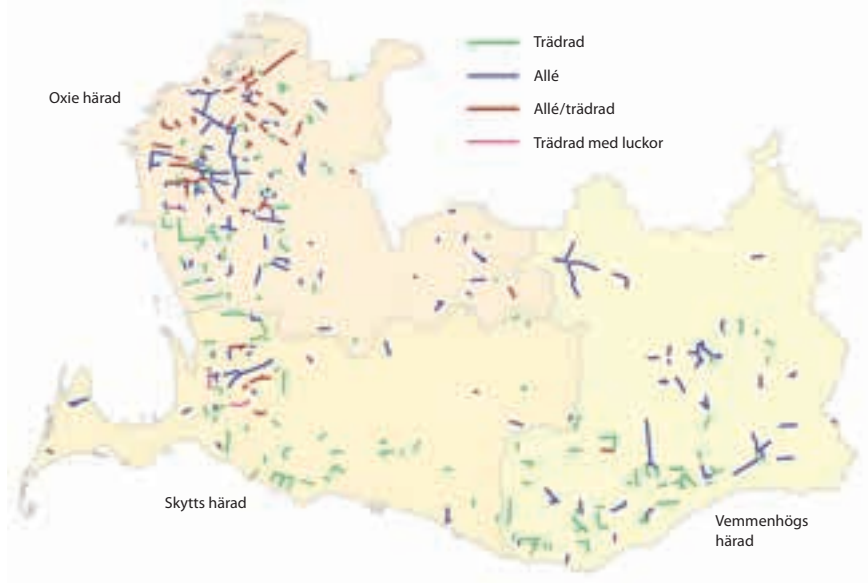 Trädrad
Allé
Oxie härad
Allé/trädrad
Trädrad med luckor
Skytts härad
Vemmenhögs
härad